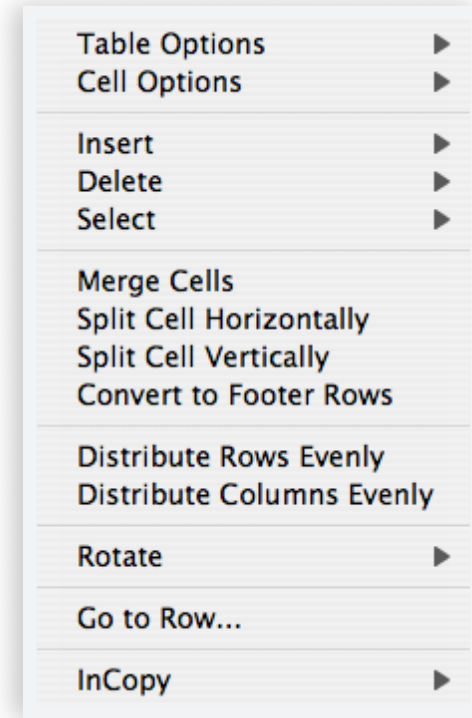 Table Options
Cell Options
Insert
Delete
Select
Merge Cells
Split Cell Horizontally
Split Cell Vertically
Convert to Footer Rows
Distribute Rows Evenly
Distribute Columns Evenly
Rotate
Go to Row...
InCopy